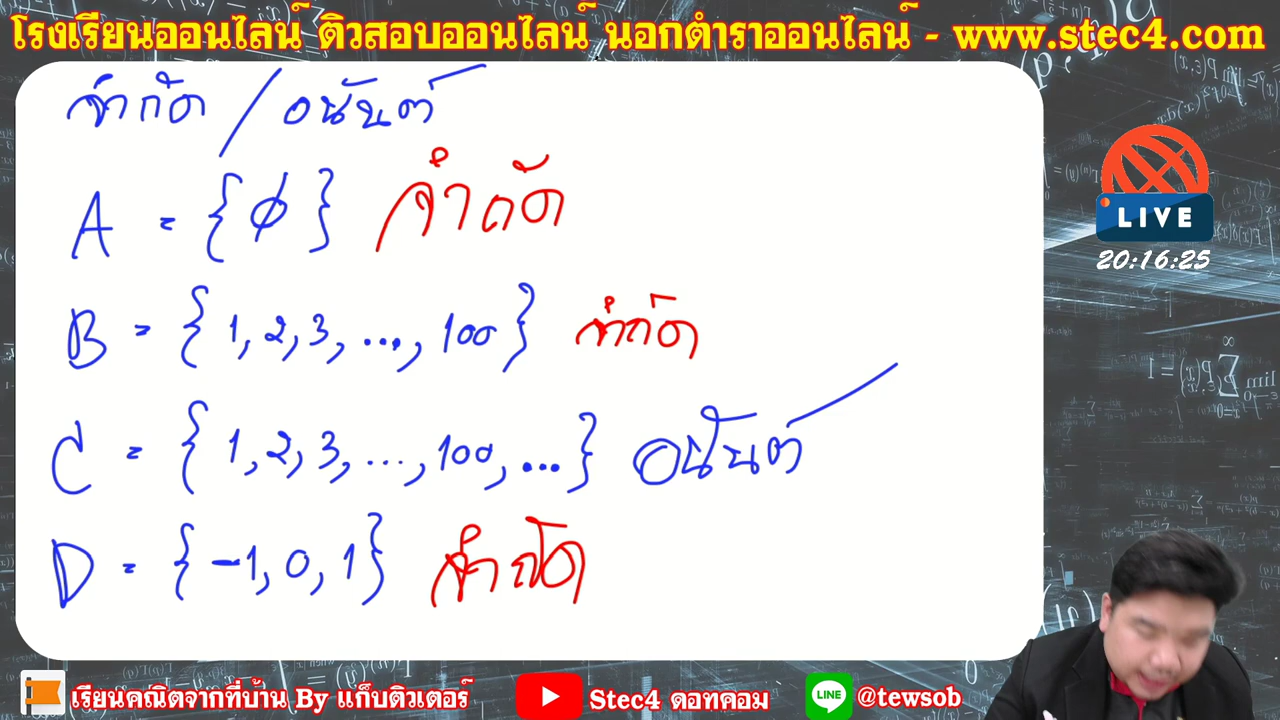 โรงเรียนออนไลน์ ติวสอบออนไลน์ นอกตำราออนไลน์ - www.stec4.com
จำกัด / อนันต์
A = {φ} จำกัด
B = {1, 2, 3, ..., 100} จำกัด
C = {1, 2, 3, ..., 100, ...} อนันต์
D = {-1, 0, 1} จำกัด
LIVE
20:16:25
เรียนคณิตจากที่บ้าน By แก็บติวเตอร์
Stec4 ดอทคอม
LINE
@tewsob